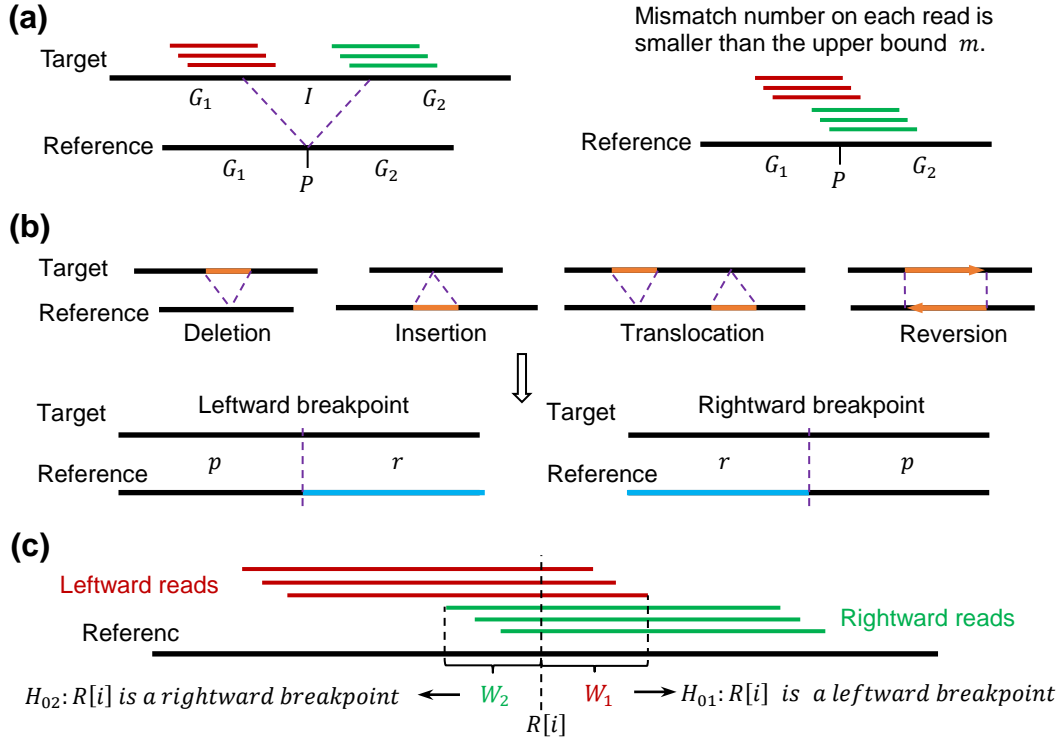 (a)
Target
G₁ I G₂
Reference
G₁ P G₂
Mismatch number on each read is
smaller than the upper bound m.
Reference
G₁ P G₂
(b)
Target
Reference
Deletion Insertion Translocation Reversion
Target Leftward breakpoint
Reference p r
Target Rightward breakpoint
Reference r p
(c)
Leftward reads
Rightward reads
Referenc
H₀₂: R[i] is a rightward breakpoint W₂ W₁ H₀₁: R[i] is a leftward breakpoint
R[i]